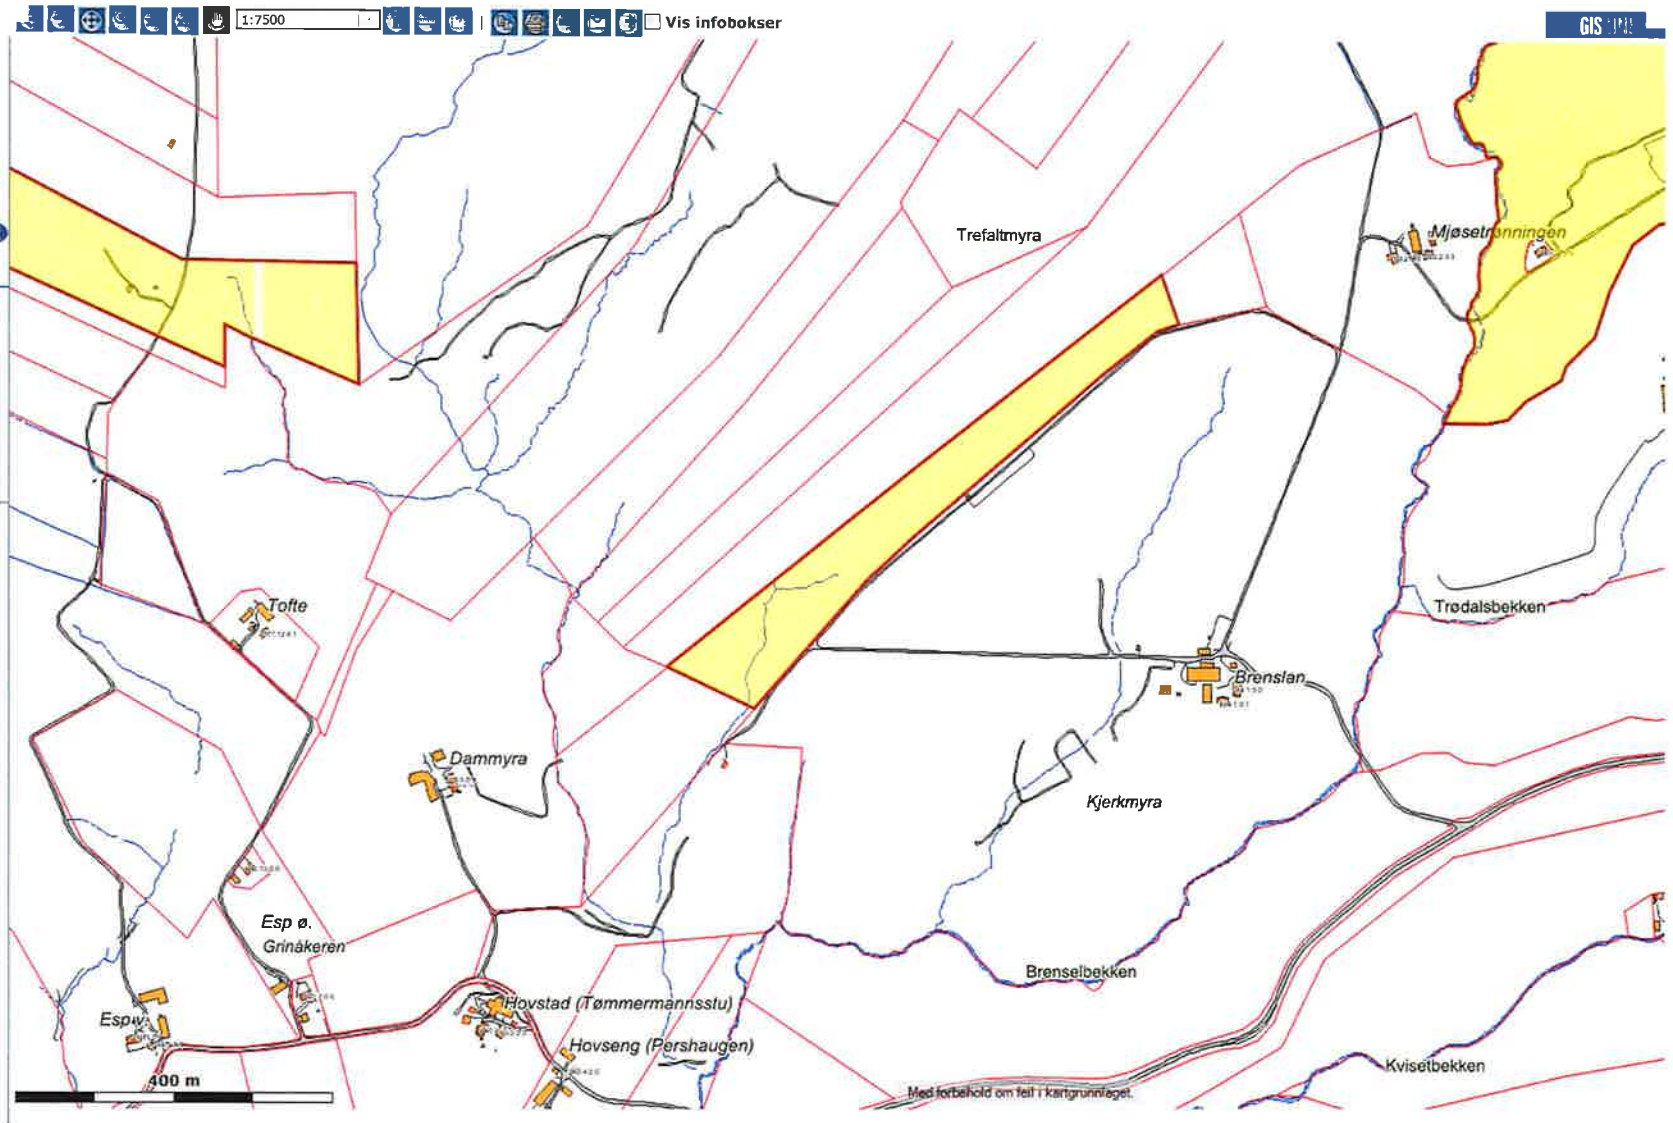 1:7500
Vis infobokser
GIS
Trefaltmyra
Mjøsetrønningen
Tofte
Trødalsbekken
Brenslan
Dammyra
Kjerkmyra
Esp ø.
Grinåkeren
Brenselbekken
Hovstad (Tømmermannsstu)
Esp v.
Hovseng (Pershaugen)
Kvisetbekken
400 m
Med forbehold om feil i kartgrunnlaget.